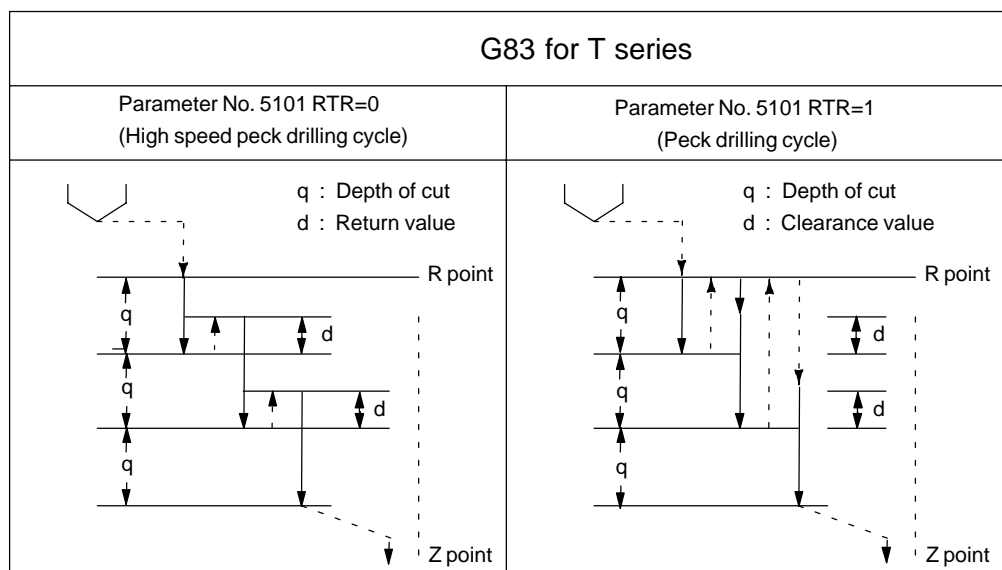 G83 for T series
Parameter No. 5101 RTR=0
(High speed peck drilling cycle)
Parameter No. 5101 RTR=1
(Peck drilling cycle)
q : Depth of cut
d : Return value
R point
q
d
q
d
q
Z point
q : Depth of cut
d : Clearance value
R point
q
d
q
d
q
Z point